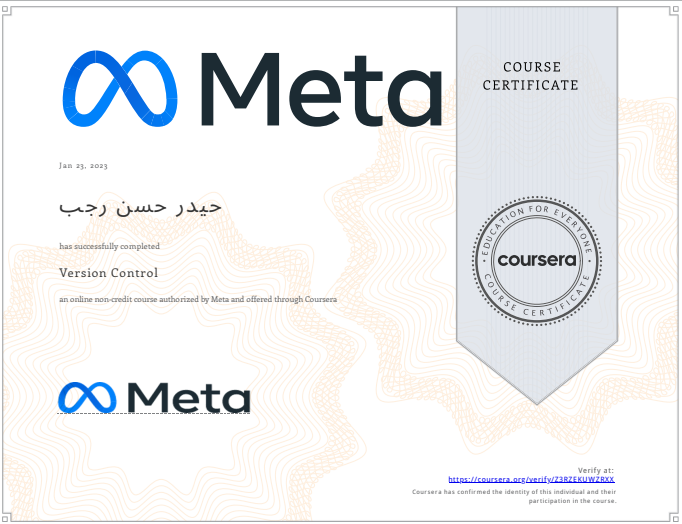 Meta
COURSE
CERTIFICATE
Jan 23, 2023
حيدر حسن رجب
has successfully completed
Version Control
an online non-credit course authorized by Meta and offered through Coursera
EDUCATION FOR EVERYONE
coursera
COURSE CERTIFICATE
Meta
Verify at:
https://coursera.org/verify/Z3RZEKUWZRXX
Coursera has confirmed the identity of this individual and their
participation in the course.